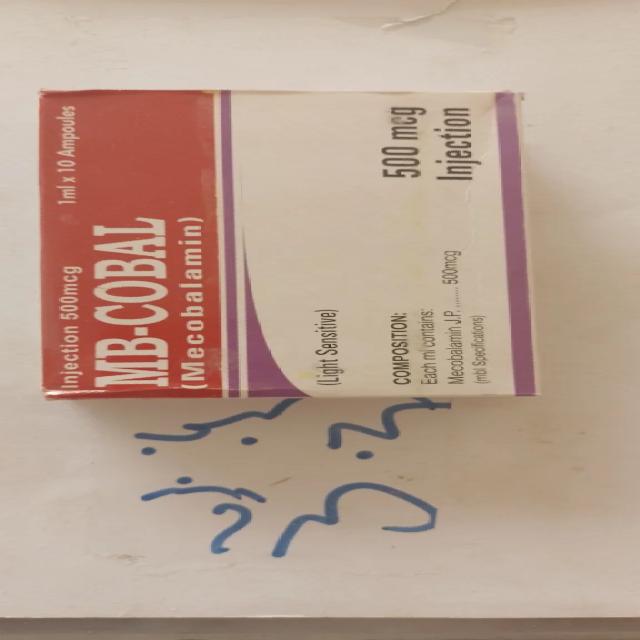 Injection 500mcg 1ml x 10 Ampoules
MB-COBAL
(Mecobalamin)
(Light Sensitive)
500 mcg
Injection
COMPOSITION:
Each ml contains:
Mecobalamin J.P. ........ 500mcg
(mbl Specifications)